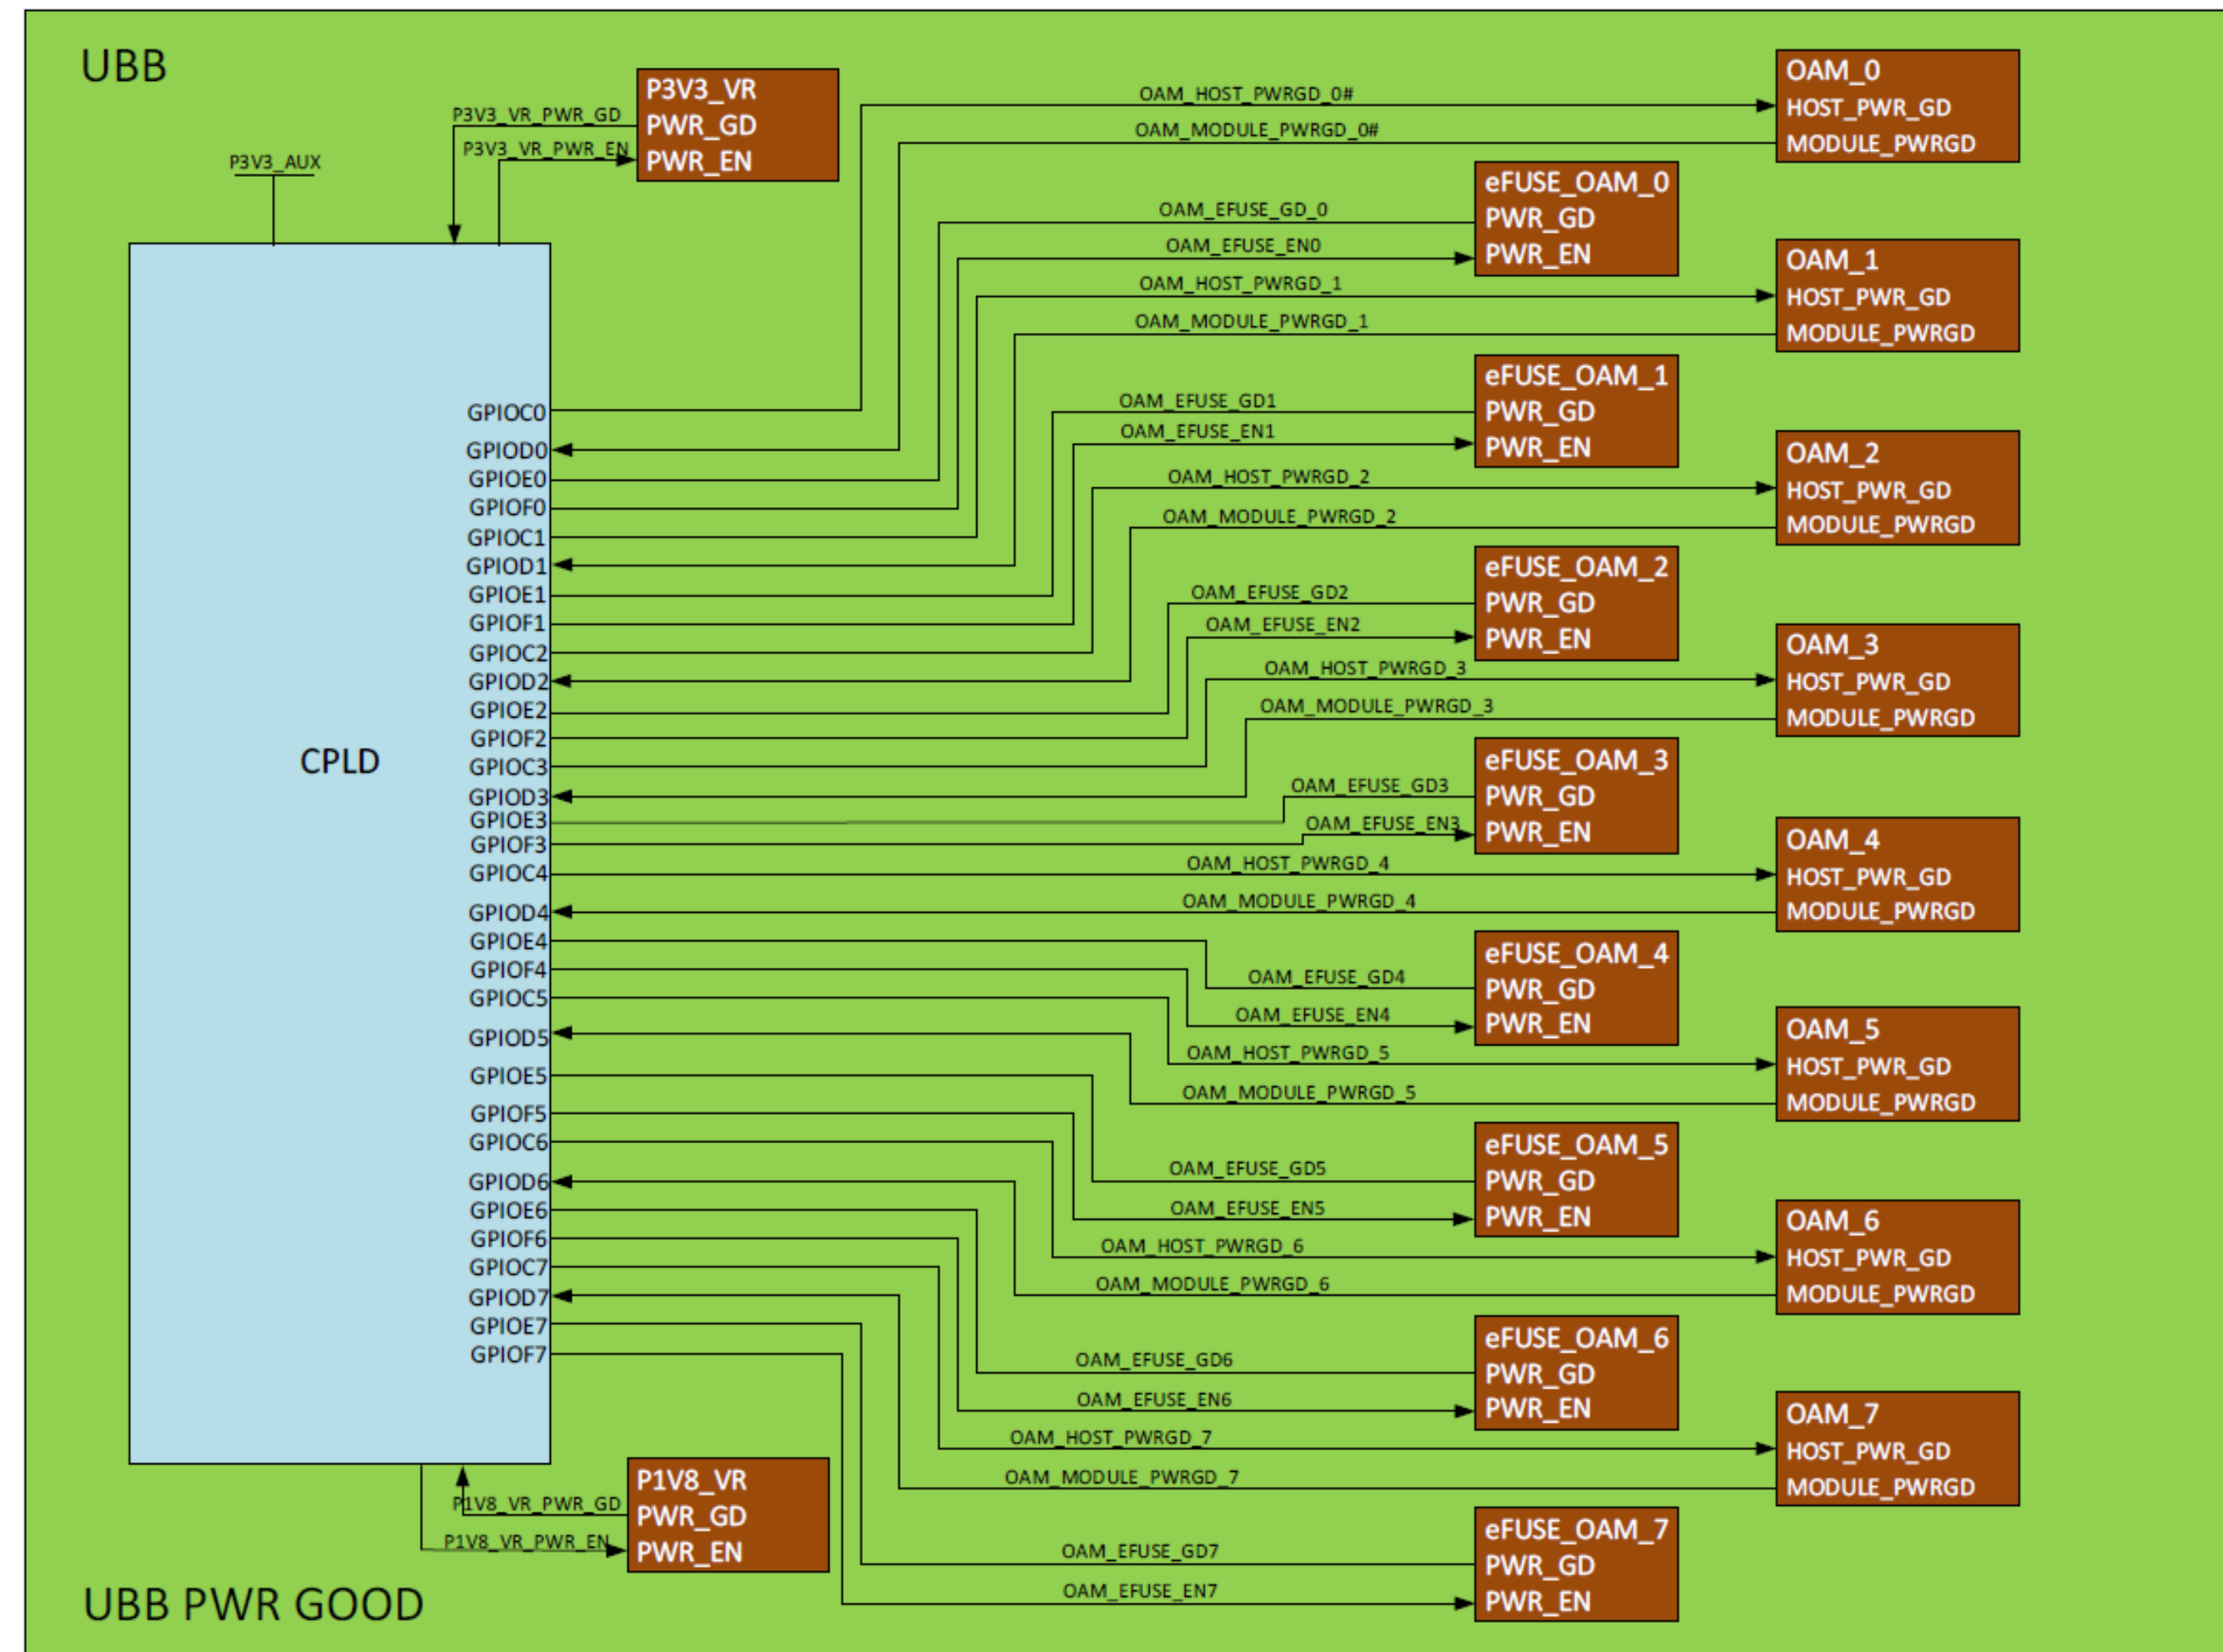 UBB
P3V3_AUX
P3V3_VR_PWR_GD
P3V3_VR_PWR_EN
P3V3_VR
PWR_GD
PWR_EN
CPLD
GPIOC0
GPIOD0
GPIOE0
GPIOF0
GPIOC1
GPIOD1
GPIOE1
GPIOF1
GPIOC2
GPIOD2
GPIOE2
GPIOF2
GPIOC3
GPIOD3
GPIOE3
GPIOF3
GPIOC4
GPIOD4
GPIOE4
GPIOF4
GPIOC5
GPIOD5
GPIOE5
GPIOF5
GPIOC6
GPIOD6
GPIOE6
GPIOF6
GPIOC7
GPIOD7
GPIOE7
GPIOF7
OAM_HOST_PWRGD_0#
OAM_MODULE_PWRGD_0#
OAM_EFUSE_GD_0
OAM_EFUSE_EN0
OAM_HOST_PWRGD_1
OAM_MODULE_PWRGD_1
OAM_EFUSE_GD1
OAM_EFUSE_EN1
OAM_HOST_PWRGD_2
OAM_MODULE_PWRGD_2
OAM_EFUSE_GD2
OAM_EFUSE_EN2
OAM_HOST_PWRGD_3
OAM_MODULE_PWRGD_3
OAM_EFUSE_GD3
OAM_EFUSE_EN3
OAM_HOST_PWRGD_4
OAM_MODULE_PWRGD_4
OAM_EFUSE_GD4
OAM_EFUSE_EN4
OAM_HOST_PWRGD_5
OAM_MODULE_PWRGD_5
OAM_EFUSE_GD5
OAM_EFUSE_EN5
OAM_HOST_PWRGD_6
OAM_MODULE_PWRGD_6
OAM_EFUSE_GD6
OAM_EFUSE_EN6
OAM_HOST_PWRGD_7
OAM_MODULE_PWRGD_7
OAM_EFUSE_GD7
OAM_EFUSE_EN7
eFUSE_OAM_0
PWR_GD
PWR_EN
eFUSE_OAM_1
PWR_GD
PWR_EN
eFUSE_OAM_2
PWR_GD
PWR_EN
eFUSE_OAM_3
PWR_GD
PWR_EN
eFUSE_OAM_4
PWR_GD
PWR_EN
eFUSE_OAM_5
PWR_GD
PWR_EN
eFUSE_OAM_6
PWR_GD
PWR_EN
eFUSE_OAM_7
PWR_GD
PWR_EN
OAM_0
HOST_PWR_GD
MODULE_PWRGD
OAM_1
HOST_PWR_GD
MODULE_PWRGD
OAM_2
HOST_PWR_GD
MODULE_PWRGD
OAM_3
HOST_PWR_GD
MODULE_PWRGD
OAM_4
HOST_PWR_GD
MODULE_PWRGD
OAM_5
HOST_PWR_GD
MODULE_PWRGD
OAM_6
HOST_PWR_GD
MODULE_PWRGD
OAM_7
HOST_PWR_GD
MODULE_PWRGD
P1V8_VR_PWR_GD
P1V8_VR_PWR_EN
P1V8_VR
PWR_GD
PWR_EN
UBB PWR GOOD